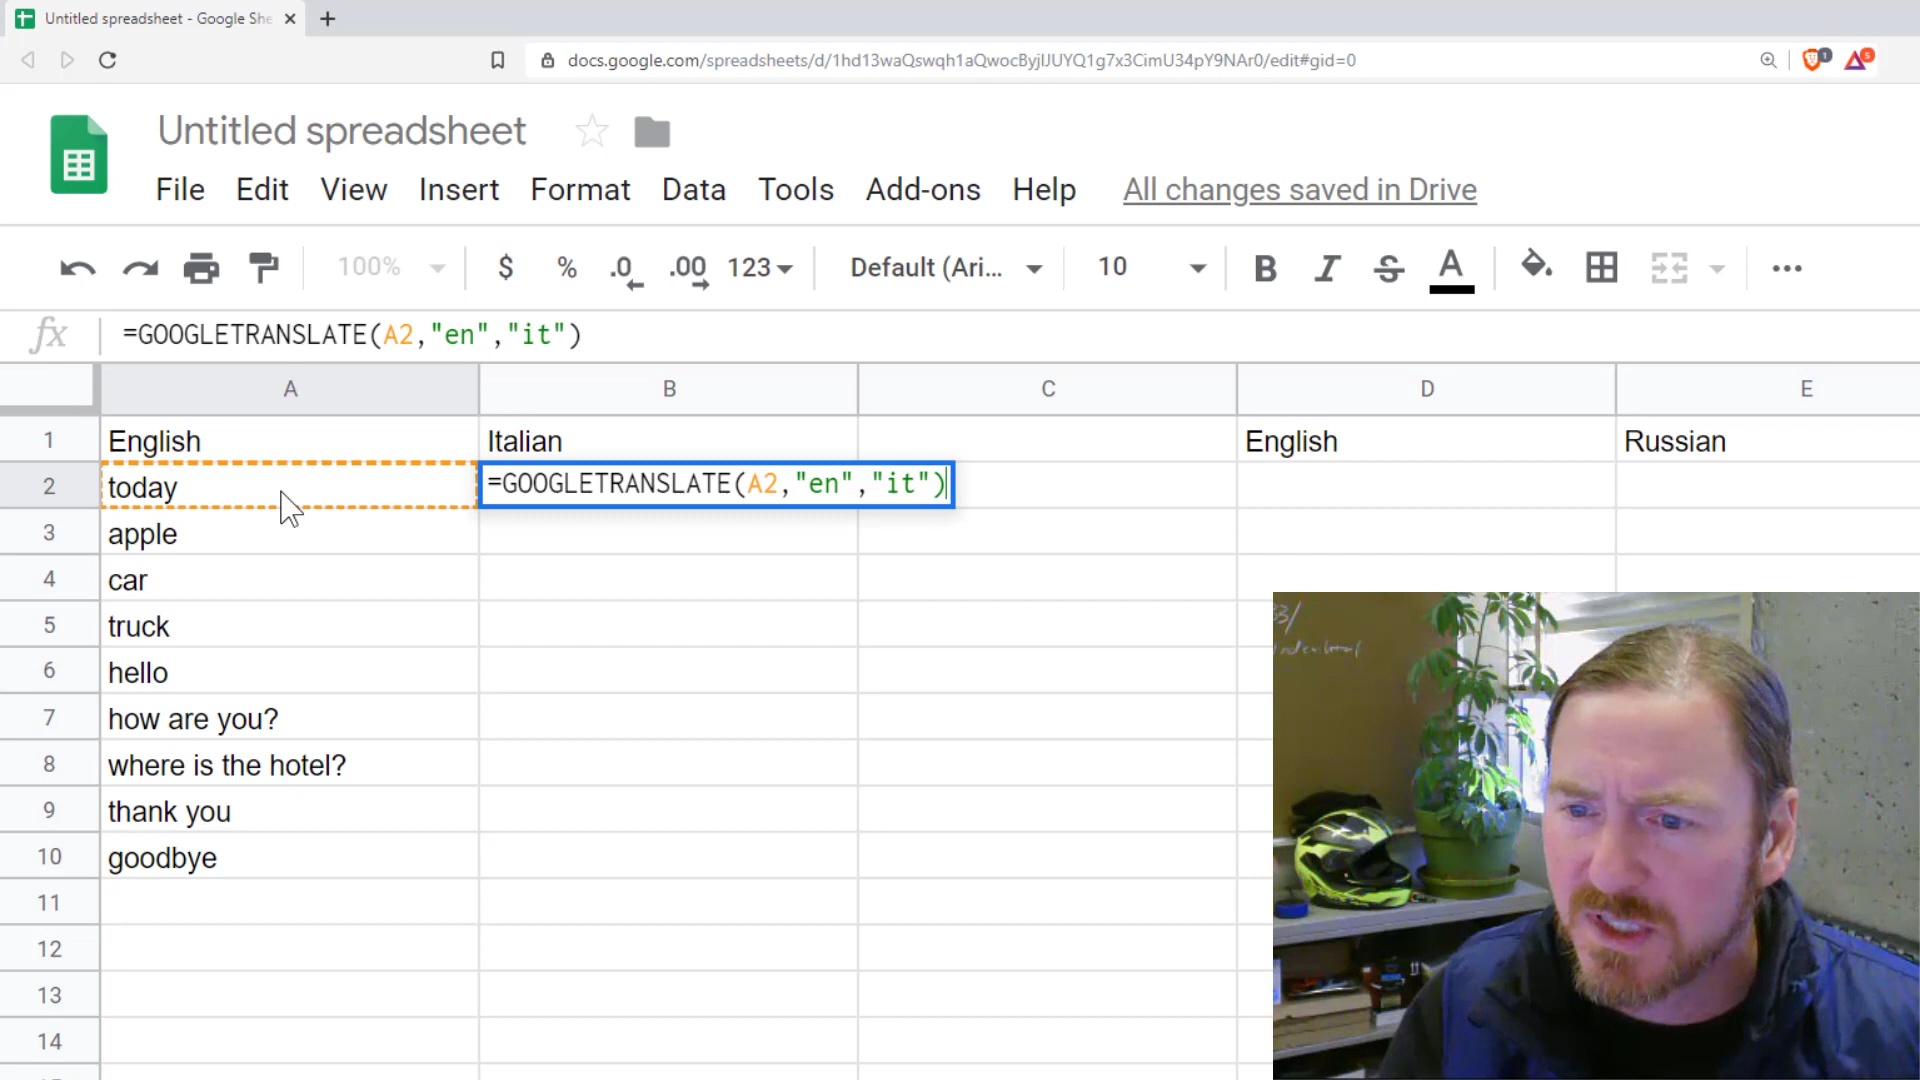 Untitled spreadsheet - Google She
docs.google.com/spreadsheets/d/1hd13waQswqh1aQwocByjlJUYQ1g7x3CimU34pY9NAr0/edit#gid=0
1
5
Untitled spreadsheet
File Edit View Insert Format Data Tools Add-ons Help All changes saved in Drive
100% $ % .0 .00 123 Default (Ari... 10 B I S A
fx =GOOGLETRANSLATE(A2,"en","it")
A B C D E
1 English Italian English Russian
2 today =GOOGLETRANSLATE(A2,"en","it")
3 apple
4 car
5 truck
6 hello
7 how are you?
8 where is the hotel?
9 thank you
10 goodbye
11
12
13
14
33/